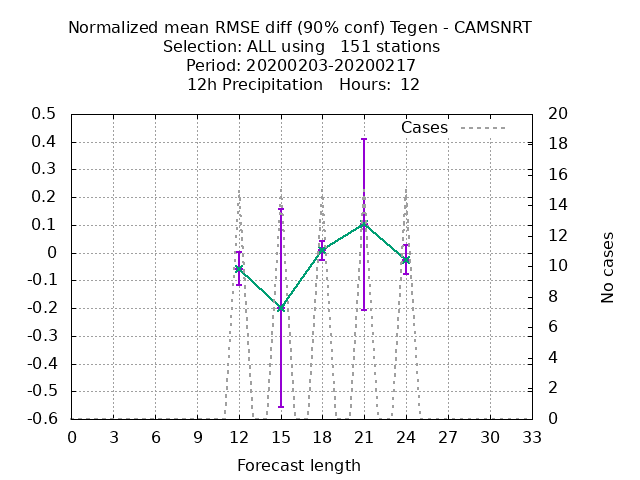 Normalized mean RMSE diff (90% conf) Tegen - CAMSNRT
Selection: ALL using   151 stations
Period: 20200203-20200217
12h Precipitation   Hours:  12
Cases
0.5
0.4
0.3
0.2
0.1
0
-0.1
-0.2
-0.3
-0.4
-0.5
-0.6
20
18
16
14
12
10
8
6
4
2
0
No cases
0 3 6 9 12 15 18 21 24 27 30 33
Forecast length